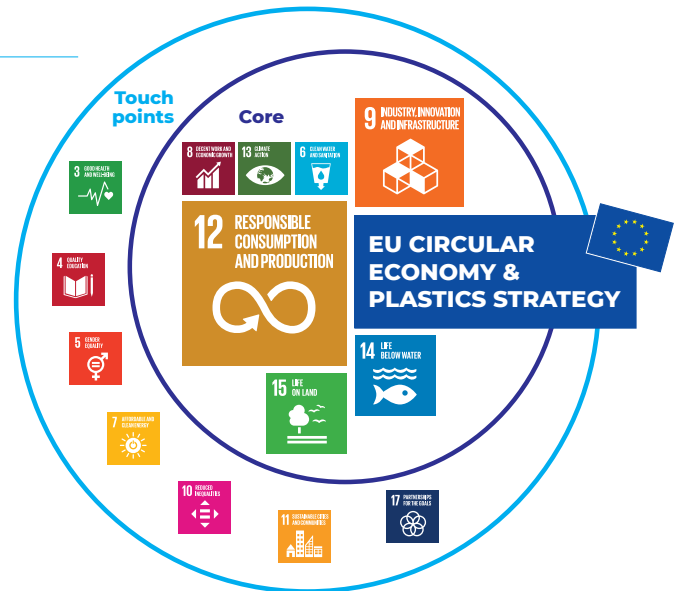 Touch
points
Core
9 INDUSTRY, INNOVATION
AND INFRASTRUCTURE
8 DECENT WORK AND
ECONOMIC GROWTH
13 CLIMATE
ACTION
6 CLEAN WATER
AND SANITATION
3 GOOD HEALTH
AND WELL-BEING
12 RESPONSIBLE
CONSUMPTION
AND PRODUCTION
EU CIRCULAR
ECONOMY &
PLASTICS STRATEGY
4 QUALITY
EDUCATION
5 GENDER
EQUALITY
14 LIFE
BELOW WATER
15 LIFE
ON LAND
7 AFFORDABLE AND
CLEAN ENERGY
10 REDUCED
INEQUALITIES
11 SUSTAINABLE CITIES
AND COMMUNITIES
17 PARTNERSHIPS
FOR THE GOALS